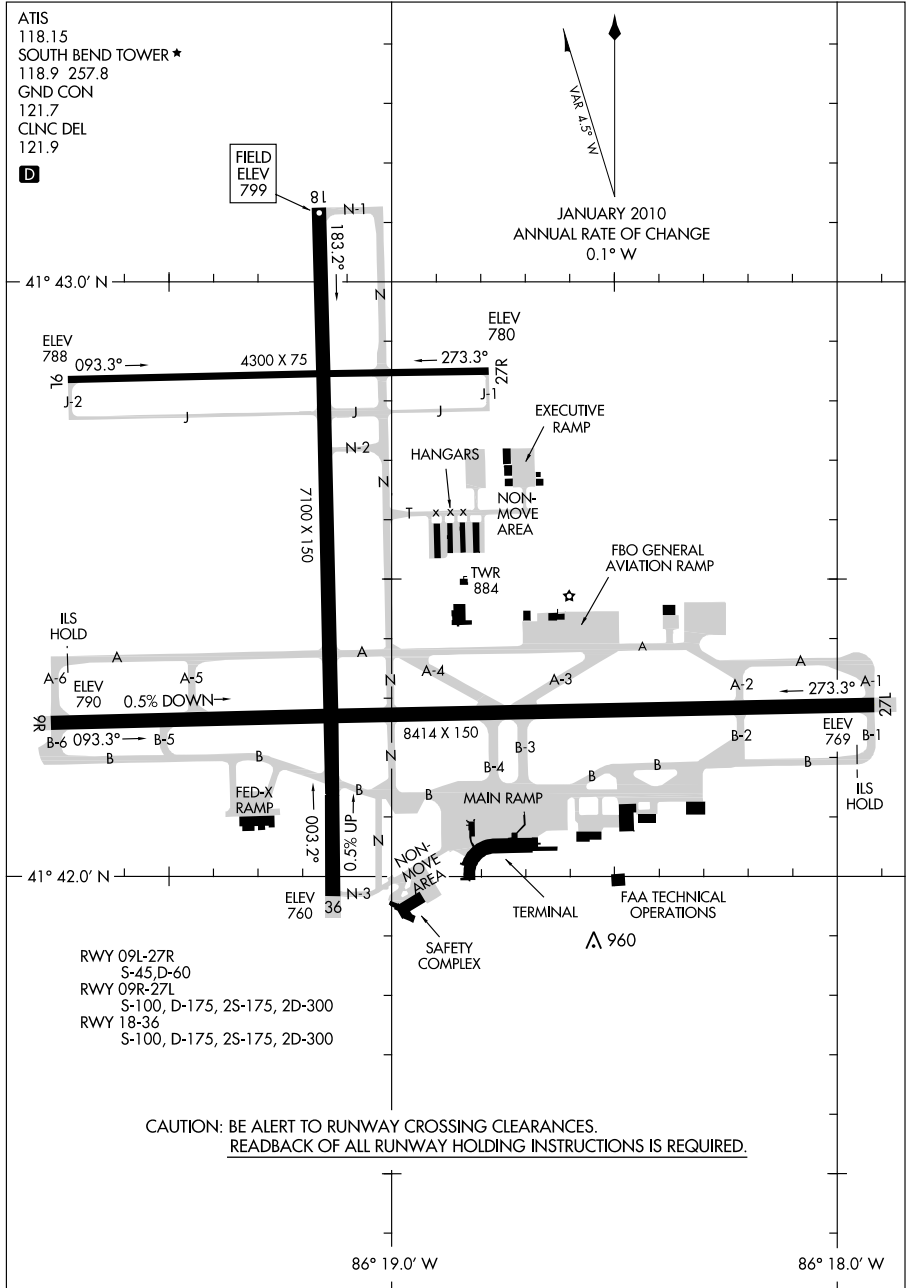 ATIS
118.15
SOUTH BEND TOWER ★
118.9 257.8
GND CON
121.7
CLNC DEL
121.9
D
VAR 4.5° W
JANUARY 2010
ANNUAL RATE OF CHANGE
0.1° W
FIELD
ELEV
799
18
N-1
183.2°
N
41° 43.0' N
ELEV
788
ELEV
780
9L
093.3°
4300 X 75
273.3°
27R
J-2
J
J
J
J-1
N-2
N
7100 X 150
HANGARS
EXECUTIVE
RAMP
T
X X X
NON-
MOVE
AREA
TWR
884
FBO GENERAL
AVIATION RAMP
ILS
HOLD
A
A
A
A
A-6
A-5
A-4
A-3
A-2
A-1
ELEV
790
0.5% DOWN
N
273.3°
9R
27L
8414 X 150
ELEV
769
B-6
093.3°
B-5
N
B-4
B-3
B-2
B-1
B
B
B
B
B
B
B
ILS
HOLD
FED-X
RAMP
003.2°
0.5% UP
N
MAIN RAMP
NON-
MOVE
AREA
41° 42.0' N
ELEV
760
36
N-3
TERMINAL
FAA TECHNICAL
OPERATIONS
SAFETY
COMPLEX
960
RWY 09L-27R
S-45,D-60
RWY 09R-27L
S-100, D-175, 2S-175, 2D-300
RWY 18-36
S-100, D-175, 2S-175, 2D-300
CAUTION: BE ALERT TO RUNWAY CROSSING CLEARANCES.
READBACK OF ALL RUNWAY HOLDING INSTRUCTIONS IS REQUIRED.
86° 19.0' W
86° 18.0' W